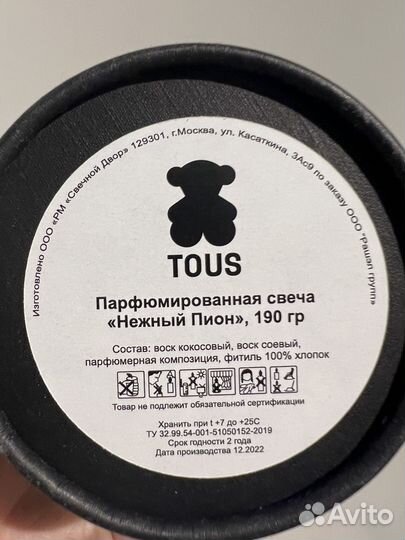 Изготовлено ООО «РМ «Свечной Двор» 129301, г.Москва, ул. Касаткина, 3Ас9 по заказу ООО "Рашэл групп»
TOUS
Парфюмированная свеча
«Нежный Пион», 190 гр
Состав: воск кокосовый, воск соевый,
парфюмерная композиция, фитиль 100% хлопок
Товар не подлежит обязательной сертификации
Хранить при t +7 до +25С
ТУ 32.99.54-001-51050152-2019
Срок годности 2 года
Дата производства 12.2022
Avito